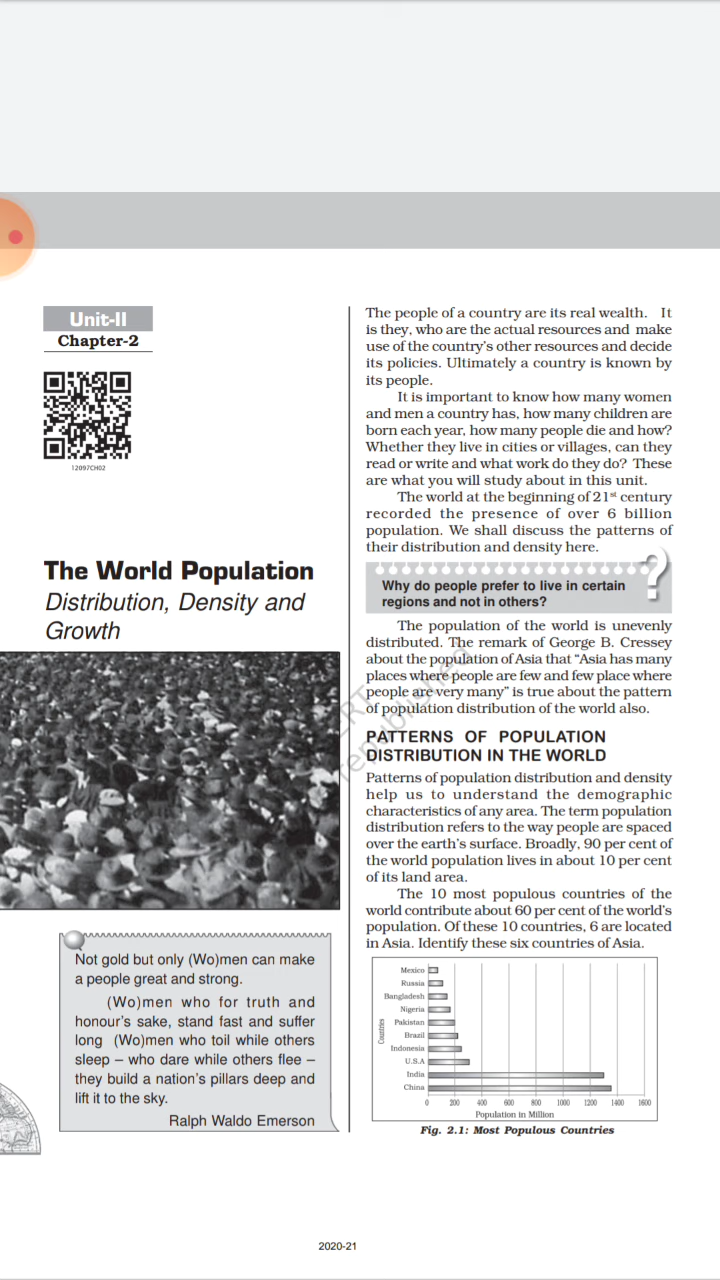 Unit-II
Chapter-2
12097CH02
The World Population
Distribution, Density and
Growth
Not gold but only (Wo)men can make
a people great and strong.
(Wo)men who for truth and
honour's sake, stand fast and suffer
long (Wo)men who toil while others
sleep – who dare while others flee –
they build a nation's pillars deep and
lift it to the sky.
Ralph Waldo Emerson
The people of a country are its real wealth. It
is they, who are the actual resources and make
use of the country's other resources and decide
its policies. Ultimately a country is known by
its people.
It is important to know how many women
and men a country has, how many children are
born each year, how many people die and how?
Whether they live in cities or villages, can they
read or write and what work do they do? These
are what you will study about in this unit.
The world at the beginning of 21st century
recorded the presence of over 6 billion
population. We shall discuss the patterns of
their distribution and density here.
Why do people prefer to live in certain
regions and not in others?
?
The population of the world is unevenly
distributed. The remark of George B. Cressey
about the population of Asia that "Asia has many
places where people are few and few place where
people are very many" is true about the pattern
of population distribution of the world also.
PATTERNS OF POPULATION
DISTRIBUTION IN THE WORLD
Patterns of population distribution and density
help us to understand the demographic
characteristics of any area. The term population
distribution refers to the way people are spaced
over the earth's surface. Broadly, 90 per cent of
the world population lives in about 10 per cent
of its land area.
The 10 most populous countries of the
world contribute about 60 per cent of the world's
population. Of these 10 countries, 6 are located
in Asia. Identify these six countries of Asia.
Countries
Mexico
Russia
Bangladesh
Nigeria
Pakistan
Brazil
Indonesia
U.S.A
India
China
0 200 400 600 800 1000 1200 1400 1600
Population in Million
Fig. 2.1: Most Populous Countries
2020-21